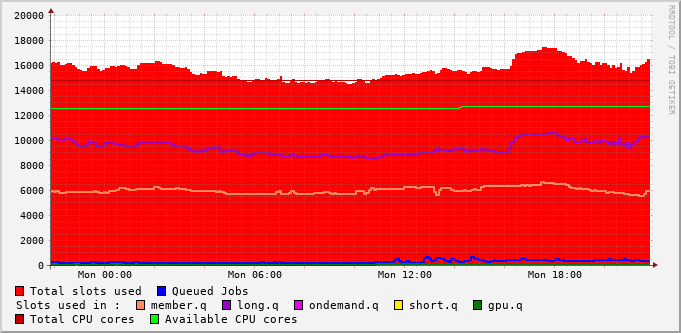 20000
18000
16000
14000
12000
10000
8000
6000
4000
2000
0
Mon 00:00 Mon 06:00 Mon 12:00 Mon 18:00
RRDTOOL / TOBI OETIKER
Total slots used Queued Jobs
Slots used in : member.q long.q ondemand.q short.q gpu.q
Total CPU cores Available CPU cores